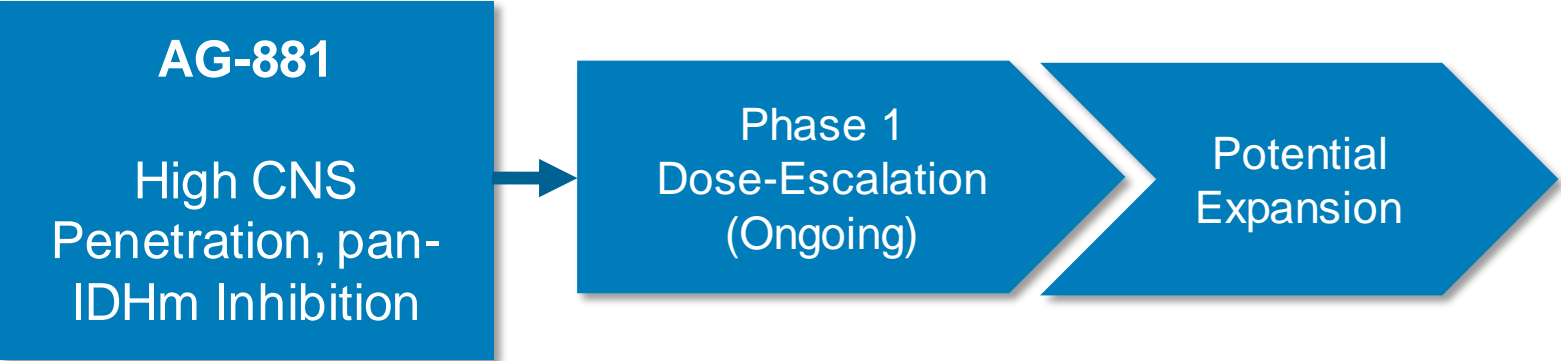 AG-881
High CNS
Penetration, pan-
IDHm Inhibition
Phase 1
Dose-Escalation
(Ongoing)
Potential
Expansion